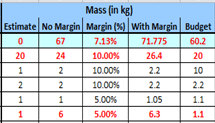 Mass (in kg)
Estimate No Margin Margin (%) With Margin Budget
0 67 7.13% 71.775 60.2
20 24 10.00% 26.4 20
1 2 10.00% 2.2 10
1 2 10.00% 2.2 2.2
1 1 5.00% 1.05 1.1
1 6 5.00% 6.3 1.1